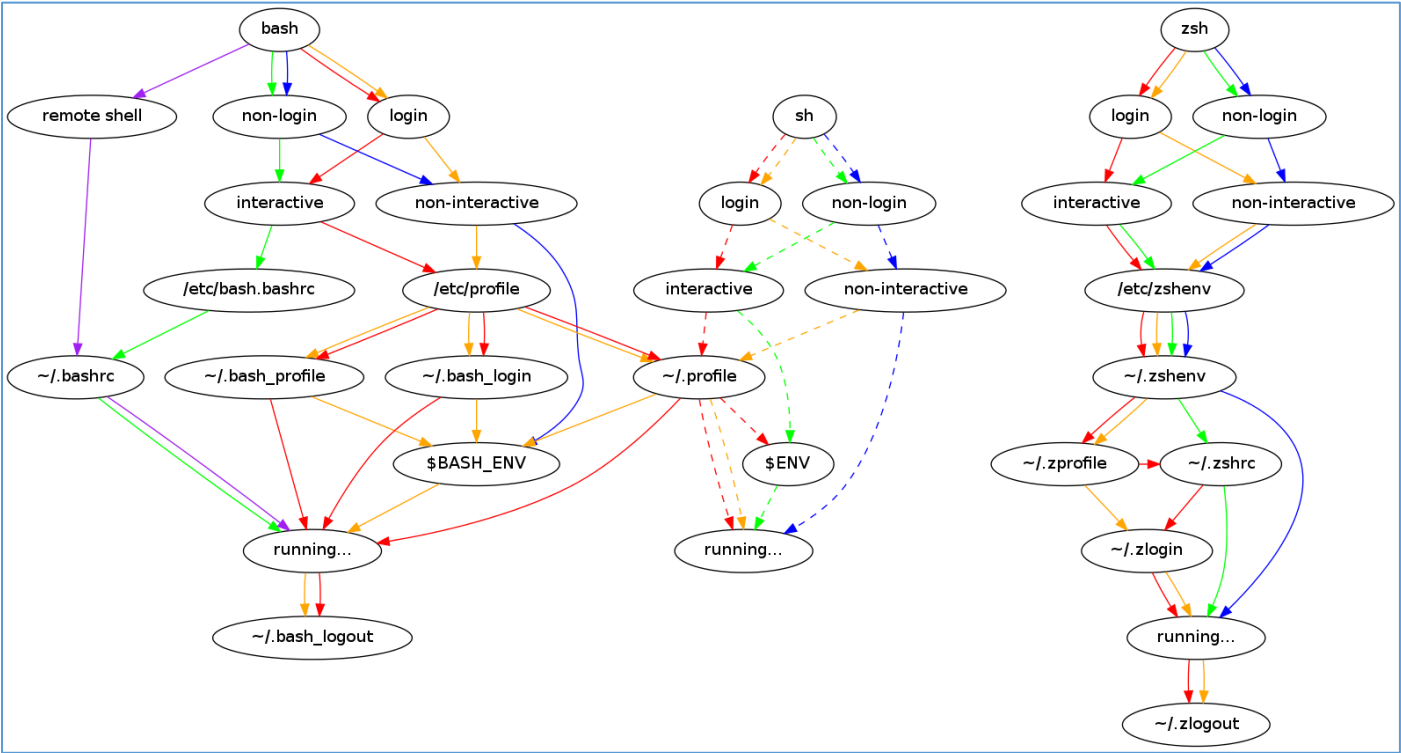 bash
zsh
remote shell
non-login
login
sh
login
non-login
interactive
non-interactive
login
non-login
interactive
non-interactive
/etc/bash.bashrc
/etc/profile
interactive
non-interactive
/etc/zshenv
~/.bashrc
~/.bash_profile
~/.bash_login
~/.profile
~/.zshenv
$BASH_ENV
$ENV
~/.zprofile
~/.zshrc
running...
running...
~/.zlogin
~/.bash_logout
running...
~/.zlogout